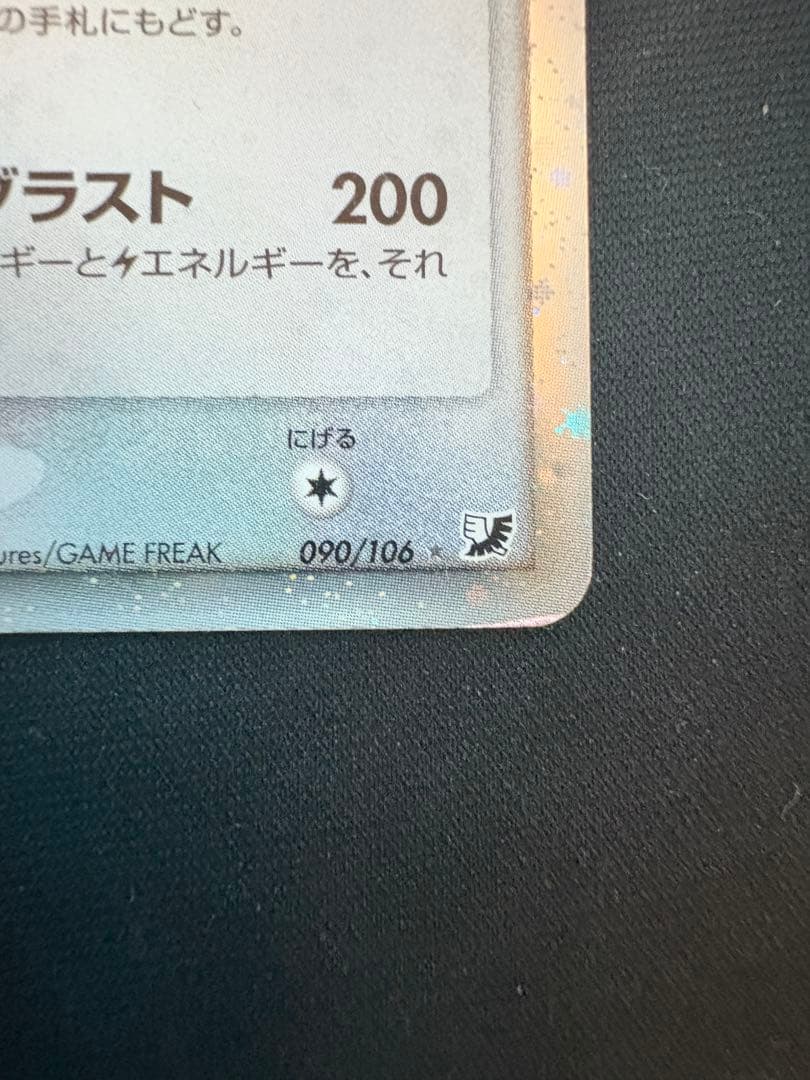 の手札にもどす。
ブラスト 200
ギーとエネルギーを、それ
にげる
ures/GAME FREAK 090/106 ★